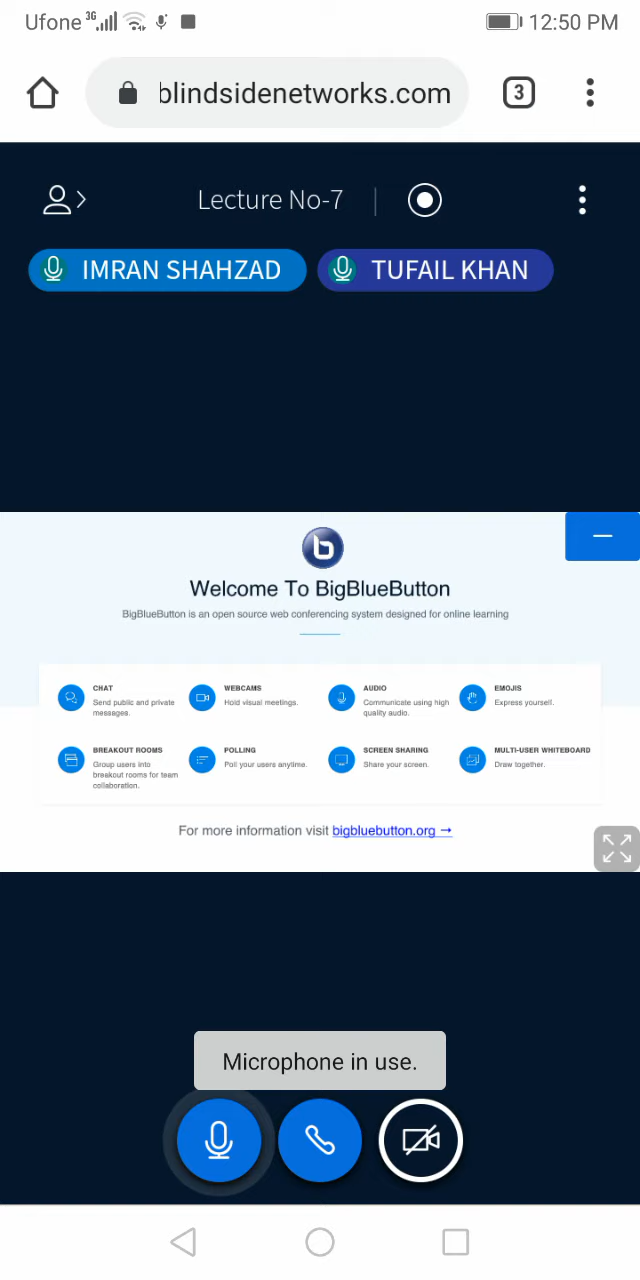 Ufone 3G 12:50 PM
blindsidenetworks.com 3
Lecture No-7
IMRAN SHAHZAD TUFAIL KHAN
Welcome To BigBlueButton
BigBlueButton is an open source web conferencing system designed for online learning
CHAT
Send public and private
messages.
WEBCAMS
Hold visual meetings.
AUDIO
Communicate using high
quality audio.
EMOJIS
Express yourself.
BREAKOUT ROOMS
Group users into
breakout rooms for team
collaboration.
POLLING
Poll your users anytime.
SCREEN SHARING
Share your screen.
MULTI-USER WHITEBOARD
Draw together.
For more information visit bigbluebutton.org →
Microphone in use.